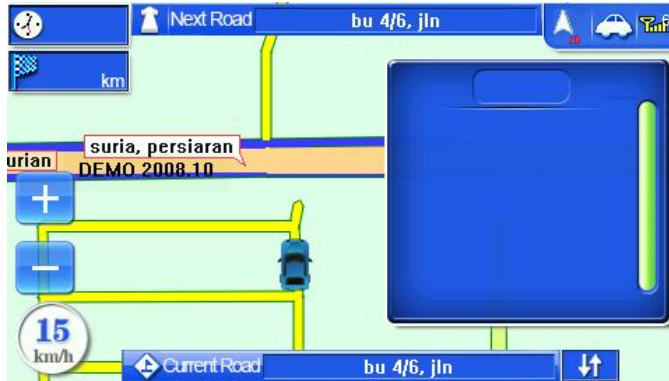 Next Road bu 4/6, jln
2D
km
suria, persiaran
urian
DEMO 2008.10
+
−
15
km/h
Current Road bu 4/6, jln